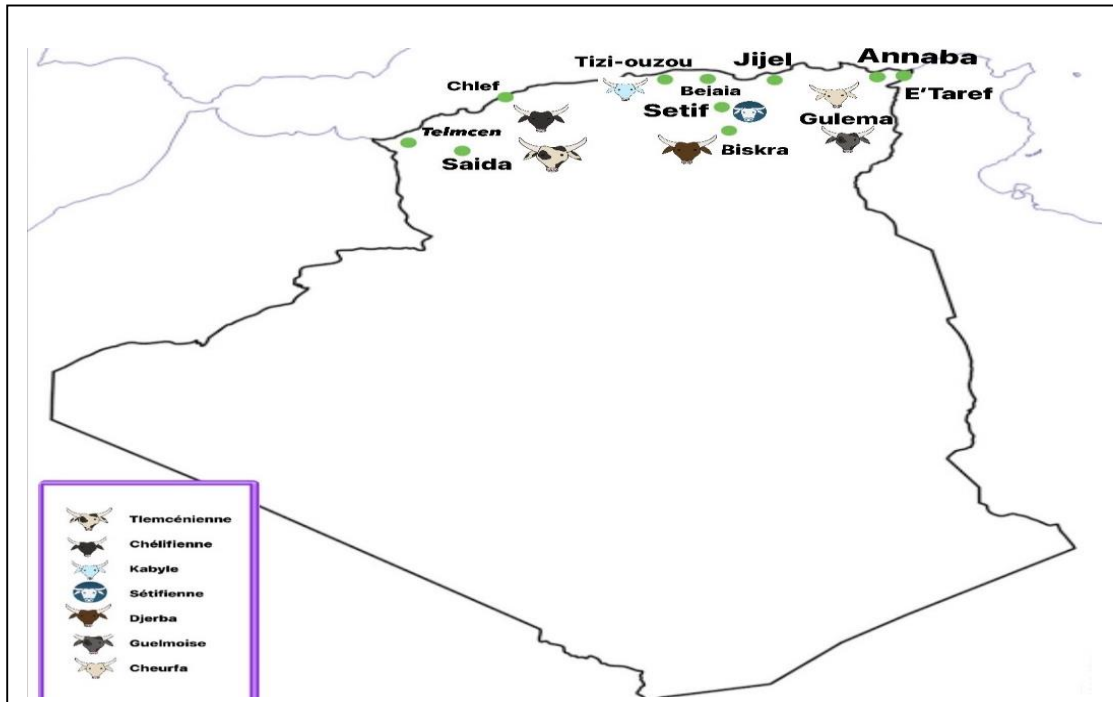 Tizi-ouzou
Jijel
Annaba
Chlef
Bejaia
E'Taref
Setif
Gulema
Telmcen
Saida
Biskra
Tlemcénienne
Chélifienne
Kabyle
Sétifienne
Djerba
Guelmoise
Cheurfa